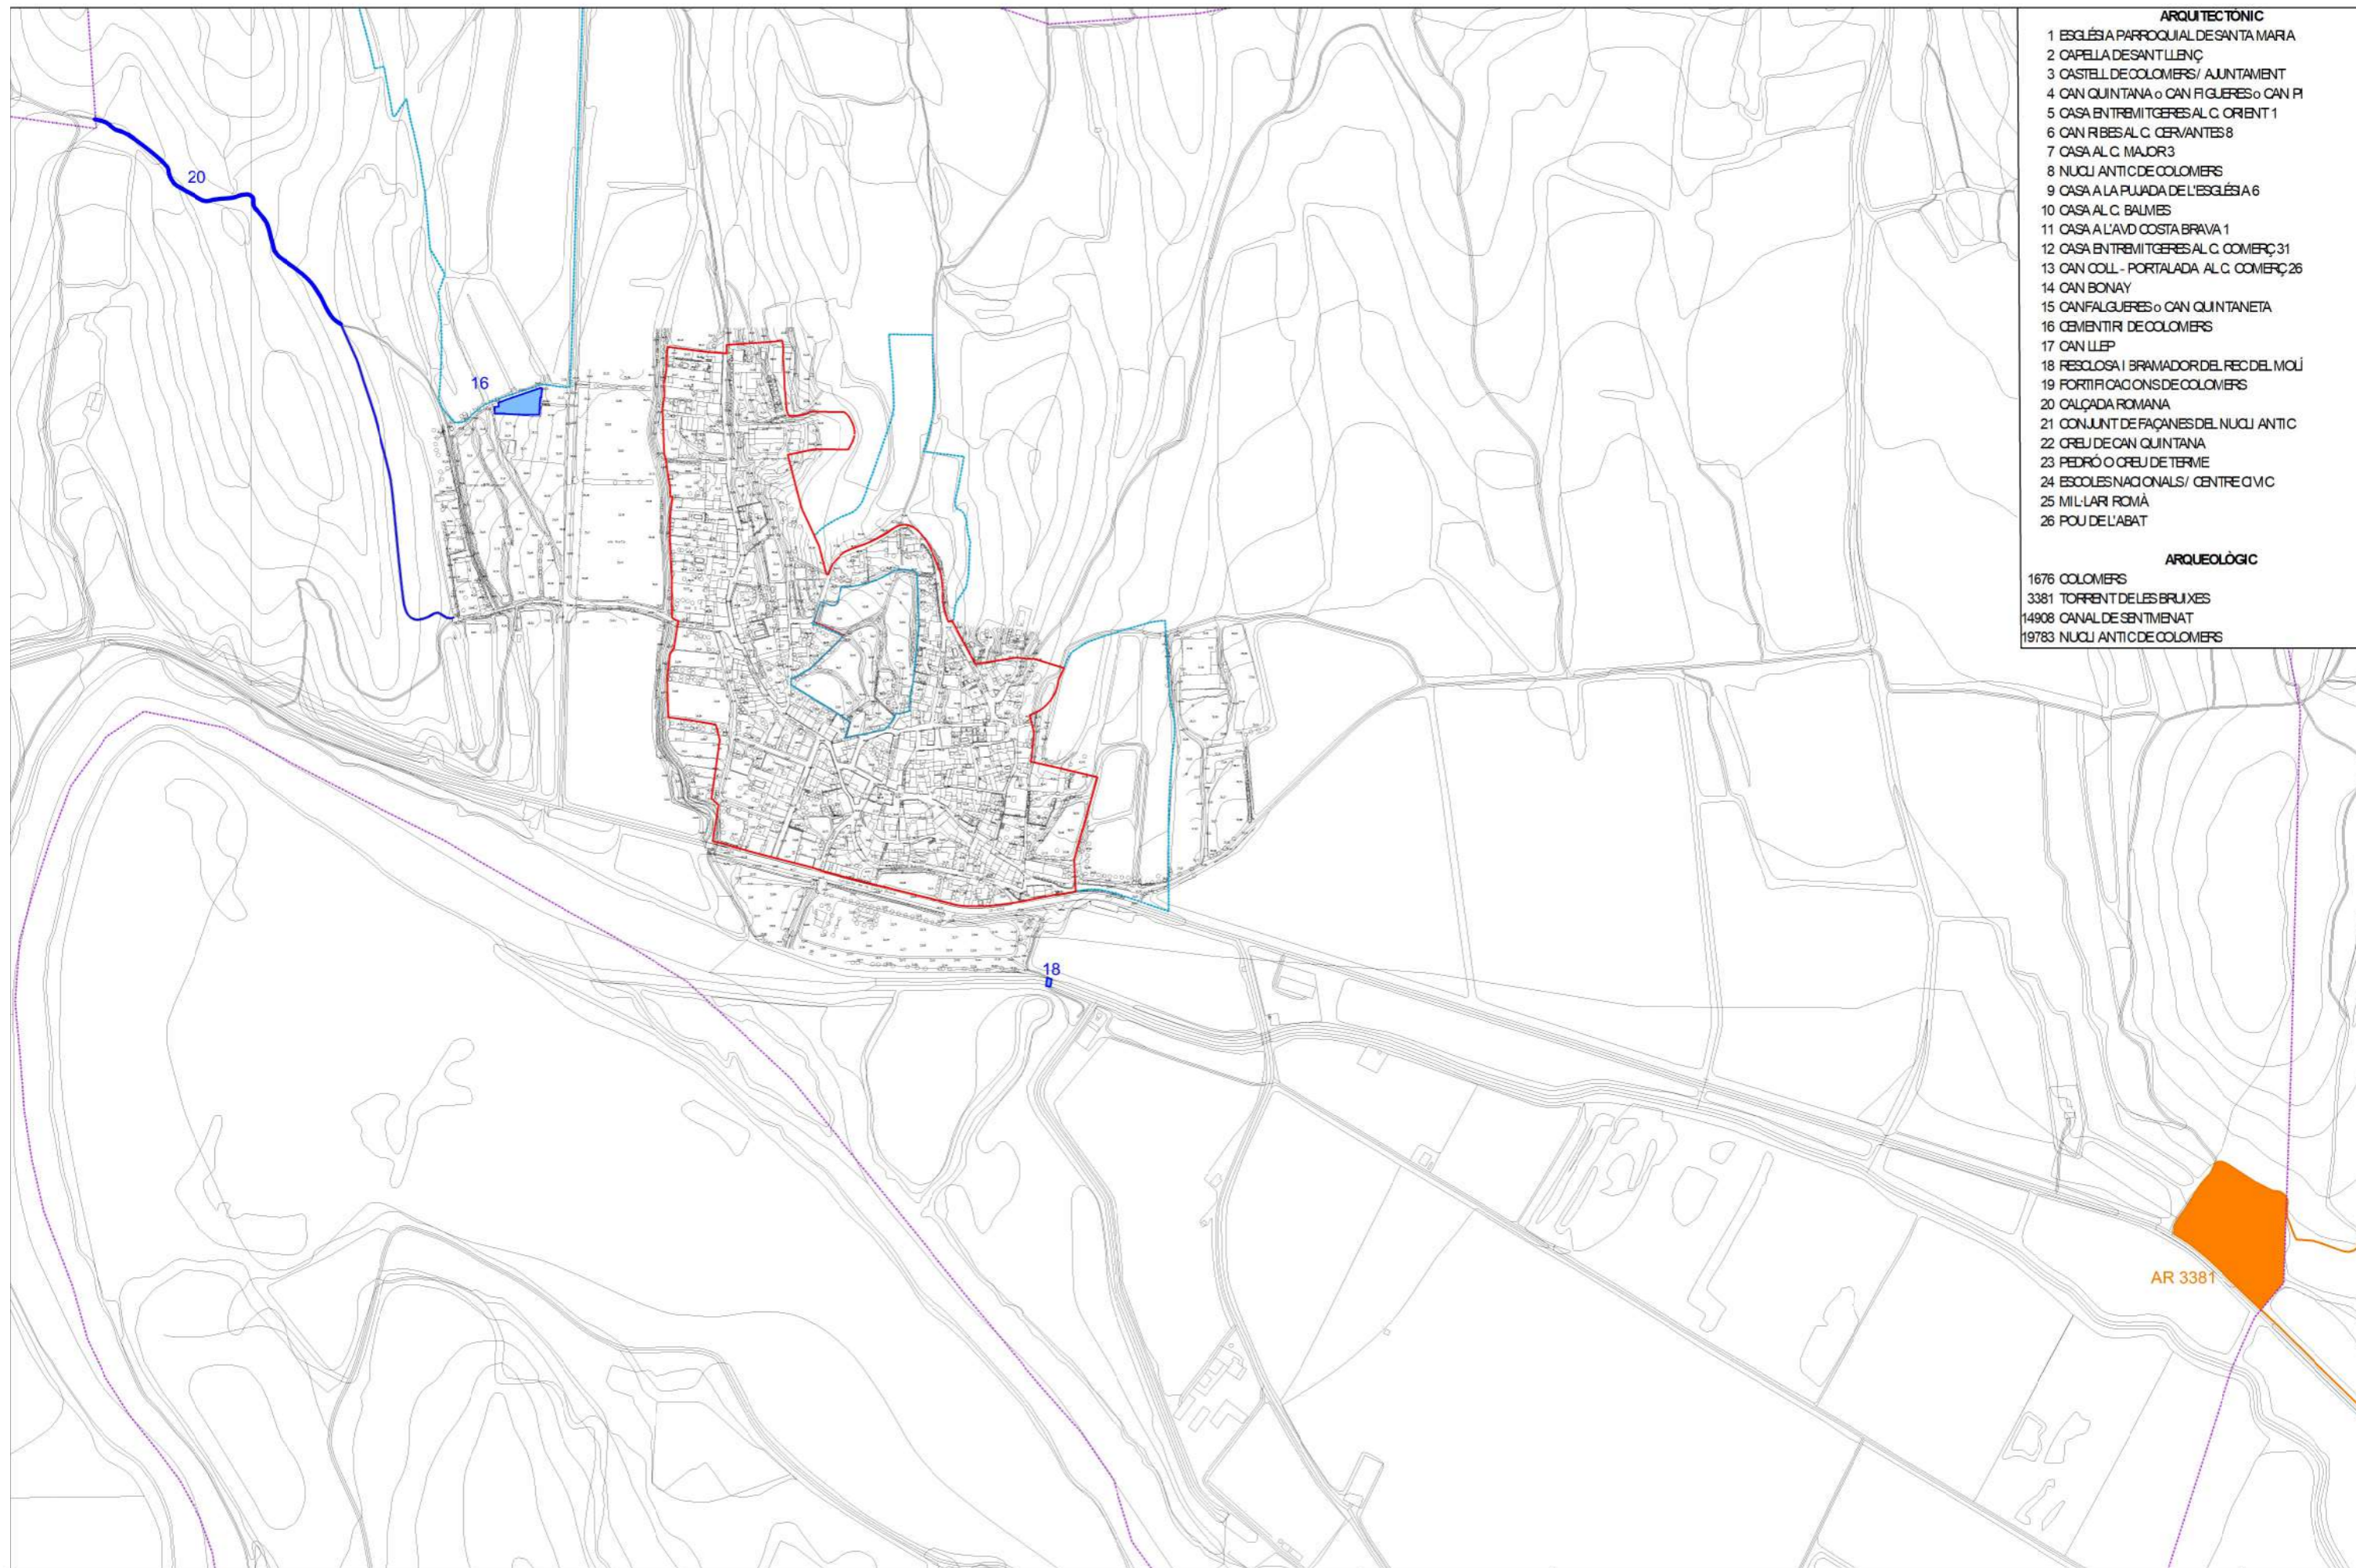 ARQUITECTÒNIC
1 ESGLÉSIA PARROQUIAL DE SANTA MARIA
2 CAPELLA DE SANT LLENÇ
3 CASTELL DE COLOMERS / AJUNTAMENT
4 CAN QUINTANA o CAN FIGUERES o CAN PI
5 CASA ENTREMITGERES AL C. ORIENT 1
6 CAN RIBES AL C. CERVANTES 8
7 CASA AL C. MAJOR 3
8 NUCLI ANTIC DE COLOMERS
9 CASA A LA PUJADA DE L'ESGLÉSIA 6
10 CASA AL C. BALMES
11 CASA A L'AVD COSTA BRAVA 1
12 CASA ENTREMITGERES AL C. COMERÇ 31
13 CAN COLL - PORTALADA AL C. COMERÇ 26
14 CAN BONAY
15 CAN FALGUERES o CAN QUINTANETA
16 CEMENTIRI DE COLOMERS
17 CAN LLEP
18 RESCLOSA I BRAMADOR DEL REC DEL MOLÍ
19 FORTIFICACIONS DE COLOMERS
20 CALÇADA ROMANA
21 CONJUNT DE FAÇANES DEL NUCLI ANTIC
22 CREU DE CAN QUINTANA
23 PEDRÓ O CREU DE TERME
24 ESCOLES NACIONALS / CENTRE CIVIC
25 MIL·LARI ROMÀ
26 POU DE L'ABAT
ARQUEOLÒGIC
1676 COLOMERS
3381 TORRENT DE LES BRUIXES
14908 CANAL DE SENTMENAT
19783 NUCLI ANTIC DE COLOMERS
20
16
18
AR 3381